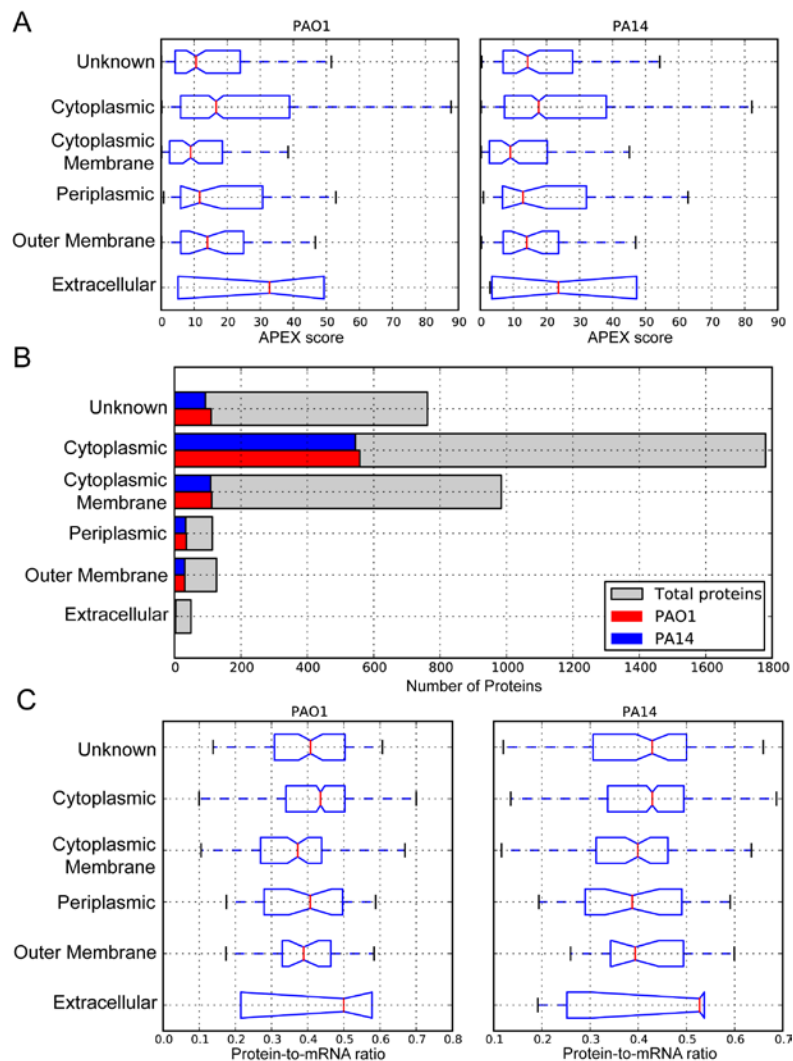 A
PAO1
PA14
Unknown
Cytoplasmic
Cytoplasmic
Membrane
Periplasmic
Outer Membrane
Extracellular
0 10 20 30 40 50 60 70 80 90
0 10 20 30 40 50 60 70 80 90
APEX score
APEX score
B
Unknown
Cytoplasmic
Cytoplasmic
Membrane
Periplasmic
Outer Membrane
Extracellular
Total proteins
PAO1
PA14
0 200 400 600 800 1000 1200 1400 1600 1800
Number of Proteins
C
PAO1
PA14
Unknown
Cytoplasmic
Cytoplasmic
Membrane
Periplasmic
Outer Membrane
Extracellular
0.0 0.1 0.2 0.3 0.4 0.5 0.6 0.7 0.8
0.1 0.2 0.3 0.4 0.5 0.6 0.7
Protein-to-mRNA ratio
Protein-to-mRNA ratio